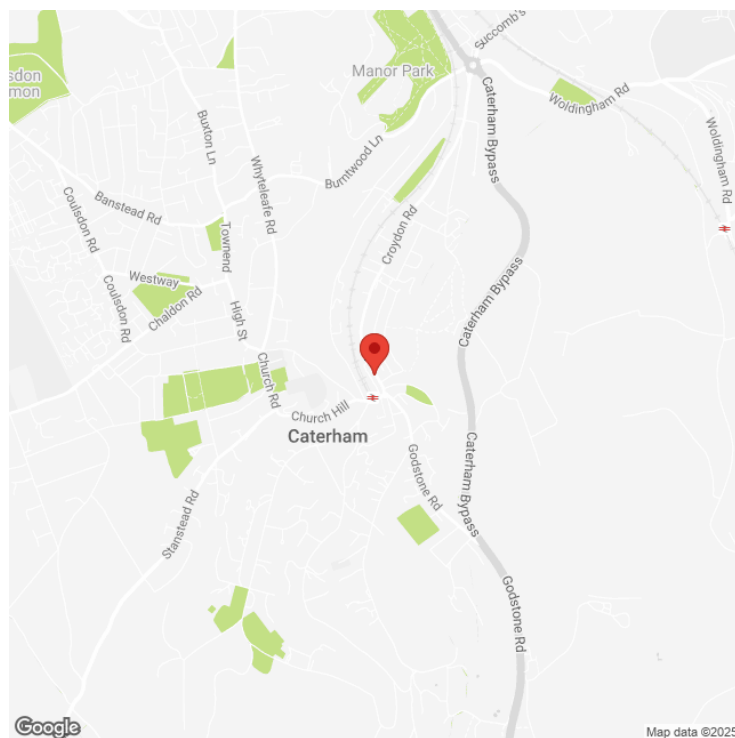 Succomb's
Manor Park
sdon
mon
Woldingham Rd
Caterham Bypass
Buxton Ln
Whyteleafe Rd
Burntwood Ln
Woldingham Rd
Banstead Rd
Coulsdon Rd
Townend
Croydon Rd
Westway
Chaldon Rd
Coulsdon Rd
High St
Caterham Bypass
Church Rd
Church Hill
Caterham
Godstone Rd
Caterham Bypass
Stanstead Rd
Godstone Rd
Google
Map data ©2025